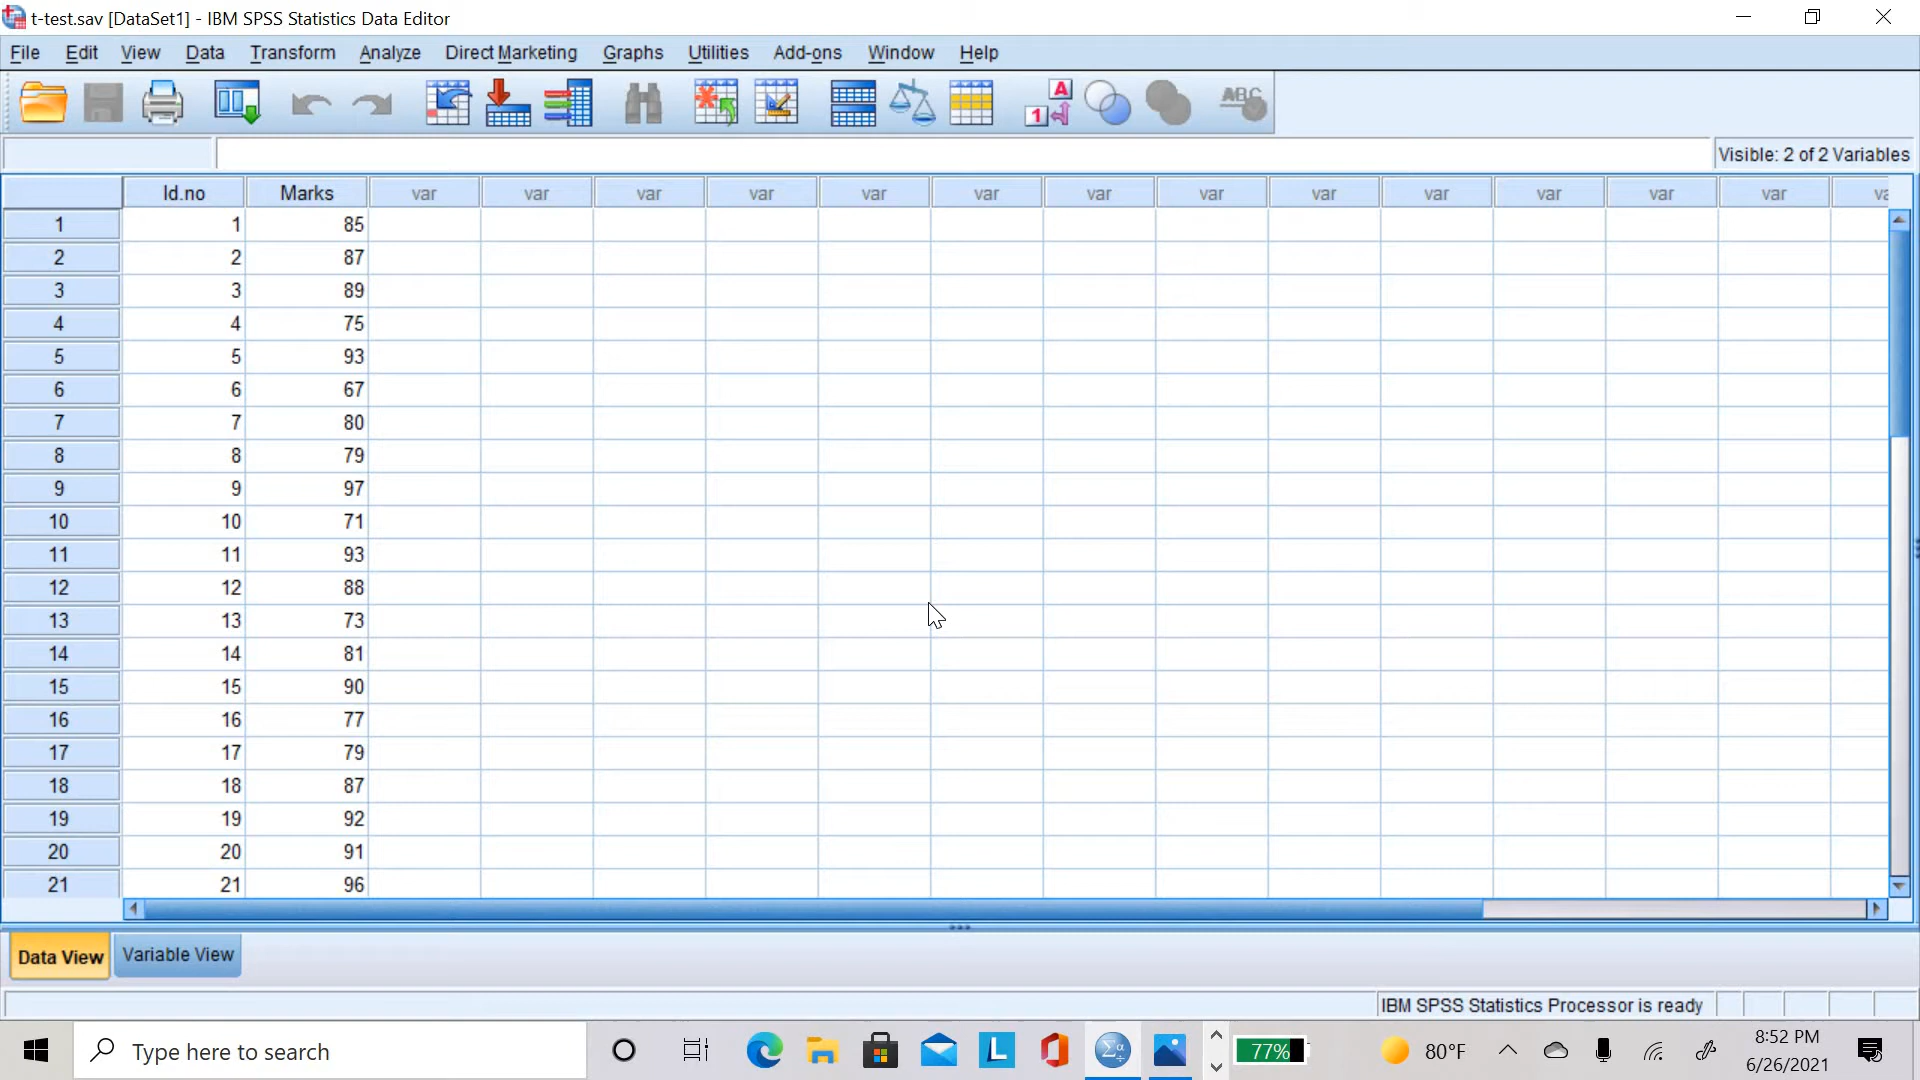 t-test.sav [DataSet1] - IBM SPSS Statistics Data Editor
File Edit View Data Transform Analyze Direct Marketing Graphs Utilities Add-ons Window Help
A
1
ABC
Visible: 2 of 2 Variables
Id.no Marks var var var var var var var var var var var var var va
1 1 85
2 2 87
3 3 89
4 4 75
5 5 93
6 6 67
7 7 80
8 8 79
9 9 97
10 10 71
11 11 93
12 12 88
13 13 73
14 14 81
15 15 90
16 16 77
17 17 79
18 18 87
19 19 92
20 20 91
21 21 96
Data View Variable View
IBM SPSS Statistics Processor is ready
Type here to search
L
Σα
77%
80°F
8:52 PM
6/26/2021